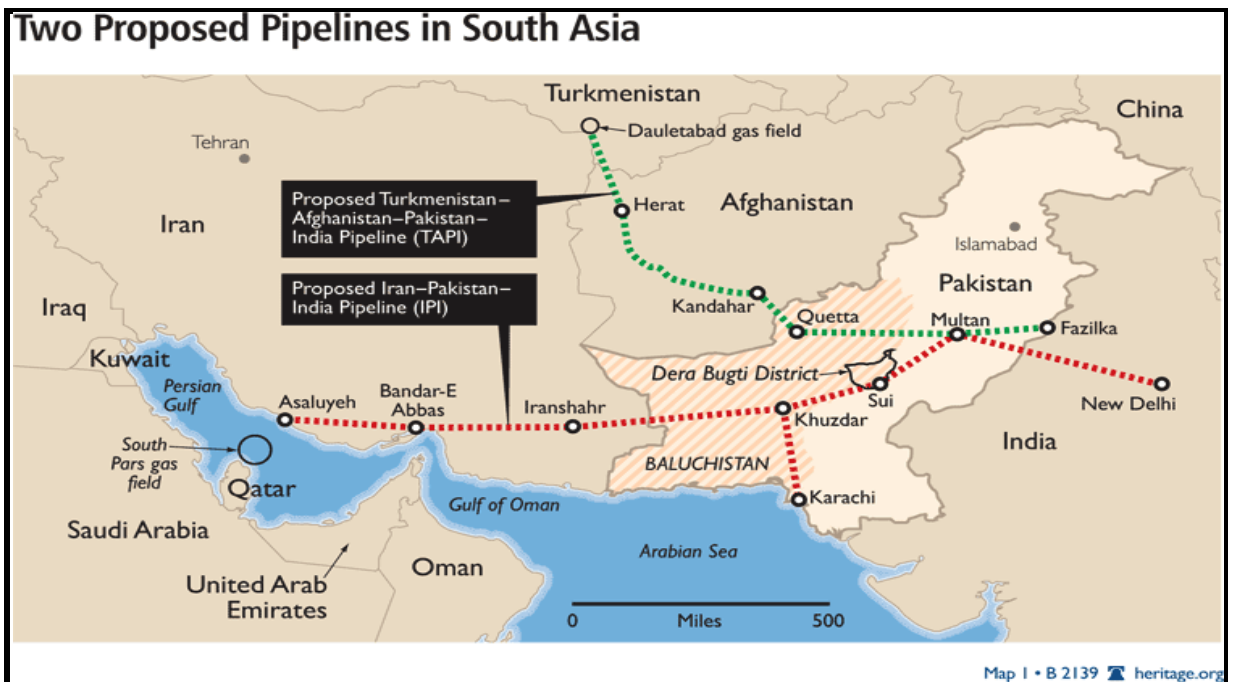 Two Proposed Pipelines in South Asia
Turkmenistan
China
Dauletabad gas field
Tehran
Proposed Turkmenistan–
Afghanistan–Pakistan–
India Pipeline (TAPI)
Herat
Afghanistan
Iran
Islamabad
Proposed Iran–Pakistan–
India Pipeline (IPI)
Pakistan
Iraq
Kandahar
Quetta
Multan
Fazilka
Kuwait
Persian
Gulf
Dera Bugti District
Asaluyeh
Bandar-E
Abbas
Iranshahr
Sui
New Delhi
Khuzdar
South
Pars gas
field
India
BALUCHISTAN
Qatar
Karachi
Gulf of Oman
Saudi Arabia
Arabian Sea
Oman
United Arab
Emirates
0 Miles 500
Map 1 • B 2139 heritage.org